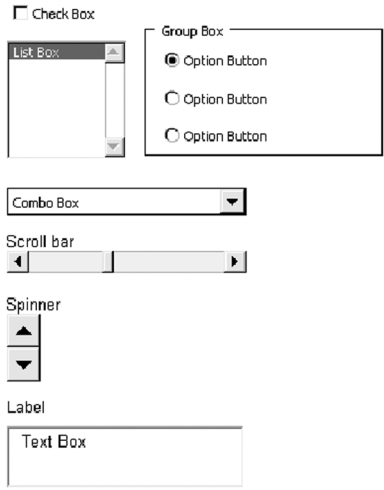 Check Box
List Box
Group Box
Option Button
Option Button
Option Button
Combo Box
Scroll bar
Spinner
Label
Text Box